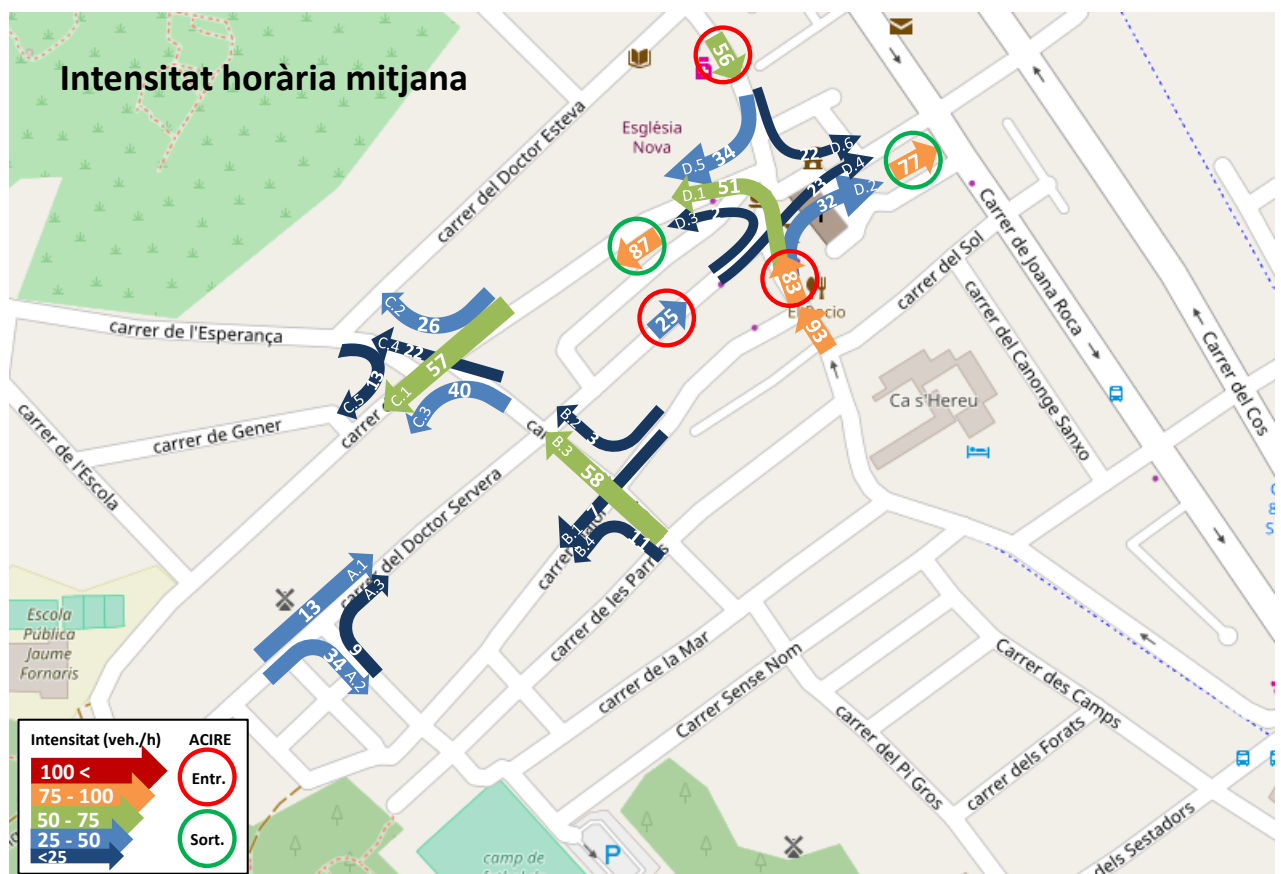 Intensitat horària mitjana
56
carrer del Doctor Esteva
Església
Nova
22
D.6
34
D.5
D.4
23
77
D.1
51
32
D.2
D.3
2
87
83
El Rocio
25
93
carrer del Sol
Carrer de Joana Roca
Carrer del Cos
carrer del Canonge Sanxo
Ca s'Hereu
carrer de l'Esperança
C.2
26
C.4
22
57
13
C.5
C.1
40
C.3
carrer de Gener
carrer de l'Escola
B.2
3
B.3
58
7
B.1
11
B.4
carrer del Doctor Servera
carrer de les Parres
carrer de la Mar
Carrer Sense Nom
carrer del Pi Gros
Carrer des Camps
carrer dels Forats
dels Sestadors
A.1
13
A.3
9
34
A.2
Escola
Pública
Jaume
Fornaris
camp de
P
Intensitat (veh./h)
ACIRE
100 <
75 - 100
50 - 75
25 - 50
<25
Entr.
Sort.